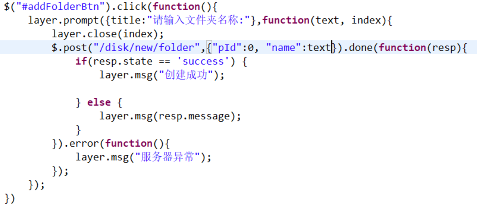 $("#addFolderBtn").click(function(){
layer.prompt({title:"请输入文件夹名称:"},function(text, index){
layer.close(index);
$.post("/disk/new/folder",{"pId":0, "name":text}).done(function(resp){
if(resp.state == 'success') {
layer.msg("创建成功");
} else {
layer.msg(resp.message);
}
}).error(function(){
layer.msg("服务器异常");
});
});
})